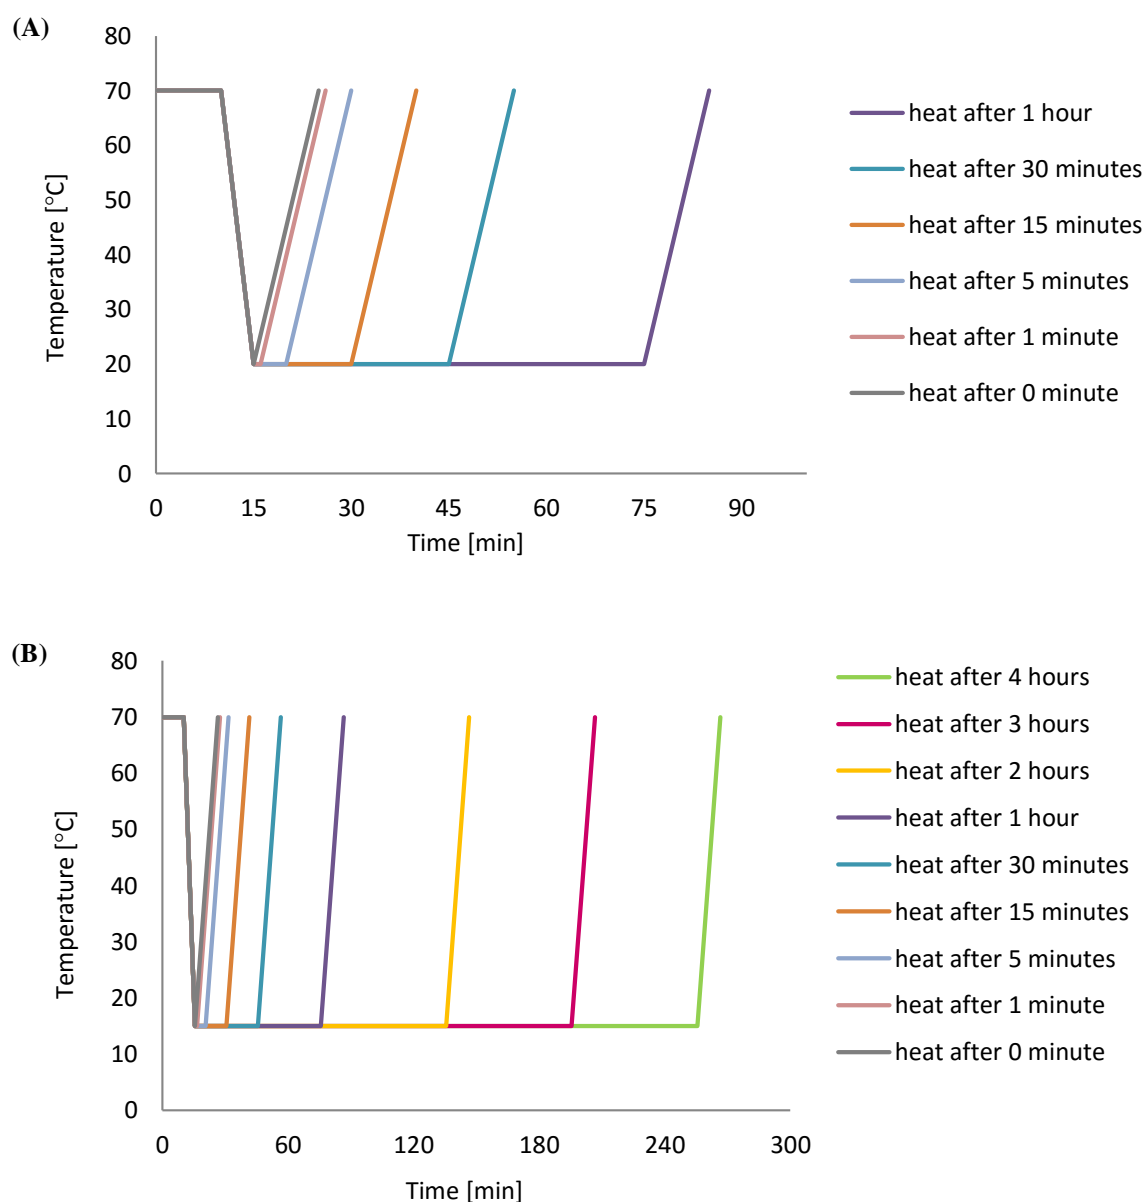 (A)
80
70
60
50
40
30
20
10
0
Temperature [°C]
0 15 30 45 60 75 90
Time [min]
heat after 1 hour
heat after 30 minutes
heat after 15 minutes
heat after 5 minutes
heat after 1 minute
heat after 0 minute
(B)
80
70
60
50
40
30
20
10
0
Temperature [°C]
0 60 120 180 240 300
Time [min]
heat after 4 hours
heat after 3 hours
heat after 2 hours
heat after 1 hour
heat after 30 minutes
heat after 15 minutes
heat after 5 minutes
heat after 1 minute
heat after 0 minute